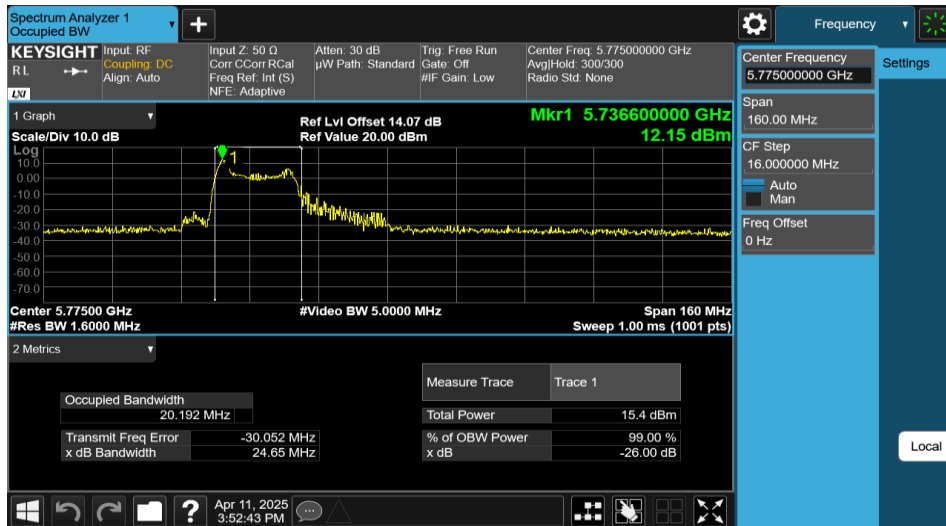 Spectrum Analyzer 1
Occupied BW
Frequency
KEYSIGHT
RL
LXI
Input: RF
Coupling: DC
Align: Auto
Input Z: 50 Ω
Corr CCorr RCal
Freq Ref: Int (S)
NFE: Adaptive
Atten: 30 dB
µW Path: Standard
Trig: Free Run
Gate: Off
#IF Gain: Low
Center Freq: 5.775000000 GHz
Avg|Hold: 300/300
Radio Std: None
Center Frequency
5.775000000 GHz
Settings
Span
160.00 MHz
CF Step
16.000000 MHz
Auto
Man
Freq Offset
0 Hz
Local
1 Graph
Scale/Div 10.0 dB
Ref Lvl Offset 14.07 dB
Ref Value 20.00 dBm
Mkr1 5.736600000 GHz
12.15 dBm
Log
10.0
0.00
-10.0
-20.0
-30.0
-40.0
-50.0
-60.0
-70.0
1
Center 5.77500 GHz
#Res BW 1.6000 MHz
#Video BW 5.0000 MHz
Span 160 MHz
Sweep 1.00 ms (1001 pts)
2 Metrics
Measure Trace Trace 1
Occupied Bandwidth
20.192 MHz
Total Power 15.4 dBm
Transmit Freq Error -30.052 MHz
% of OBW Power 99.00 %
x dB Bandwidth 24.65 MHz
x dB -26.00 dB
?
Apr 11, 2025
3:52:43 PM